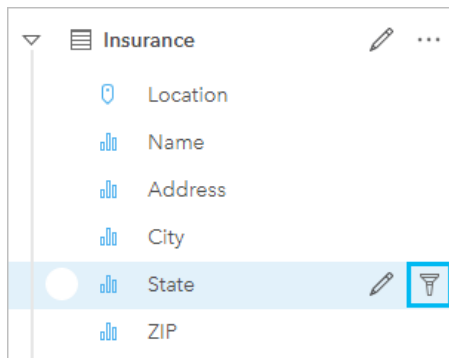 Insurance
Location
Name
Address
City
State
ZIP